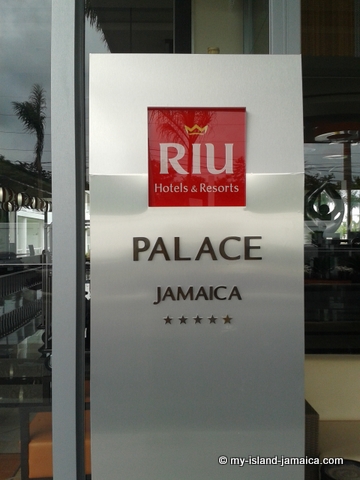 RIU
Hotels & Resorts
PALACE
JAMAICA
★★★★★
© my-island-jamaica.com